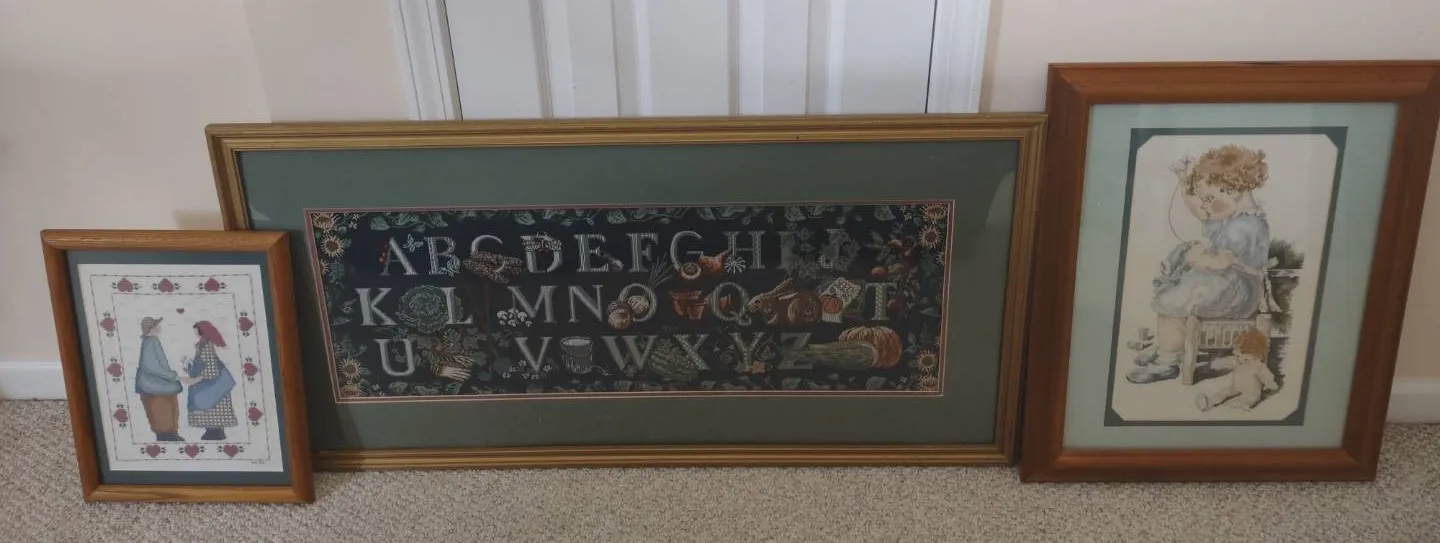 ABCDEFGHIJ
KLMNOPQRST
UVWXYZ